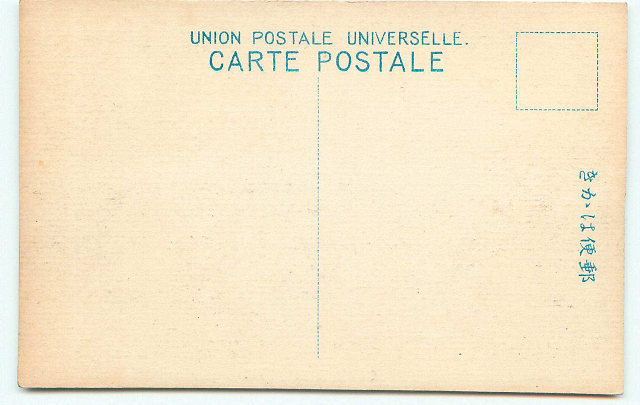 UNION POSTALE UNIVERSELLE.
CARTE POSTALE
郵便はがき